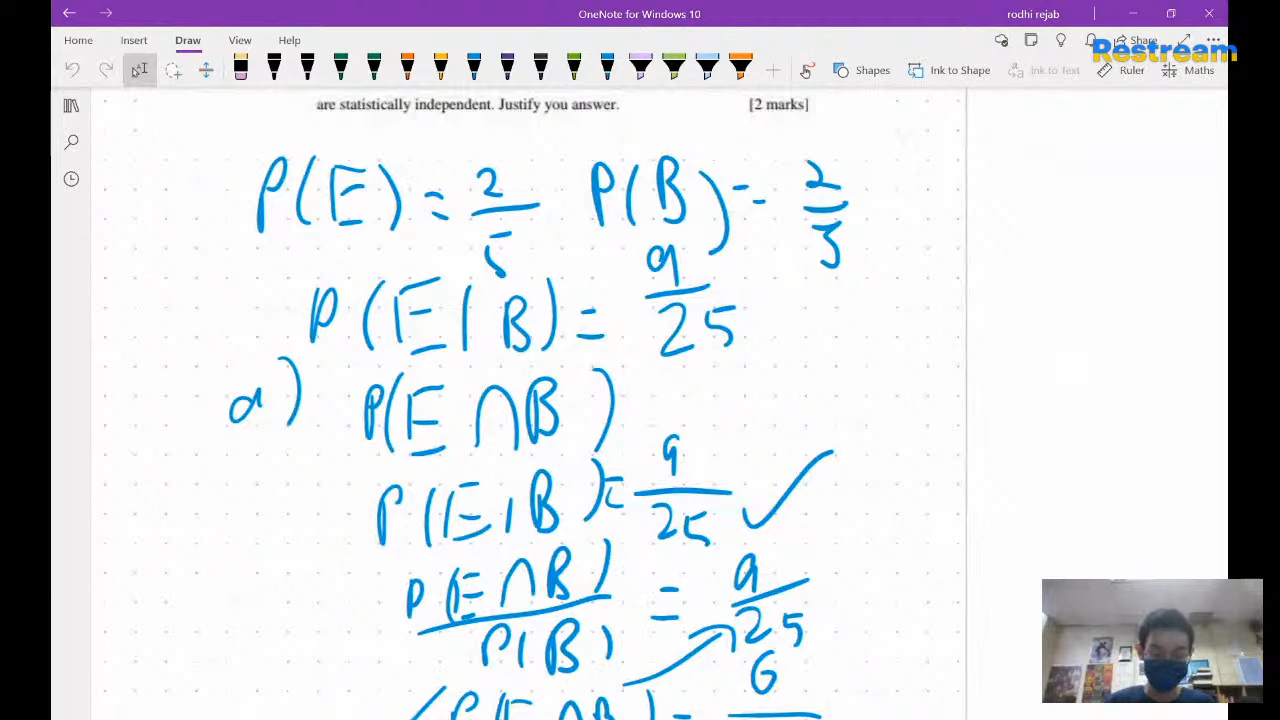 OneNote for Windows 10
rodhi rejab
Home Insert Draw View Help
Share
Restream
Shapes Ink to Shape Ink to Text Ruler Maths
are statistically independent. Justify you answer. [2 marks]
P(E) = 2/5 P(B) = 2/3
P(E|B) = 9/25
a) P(E∩B)
P(E|B) = 9/25 ✓
P(E∩B)/P(B) = 9/25
P(E∩B) = 6